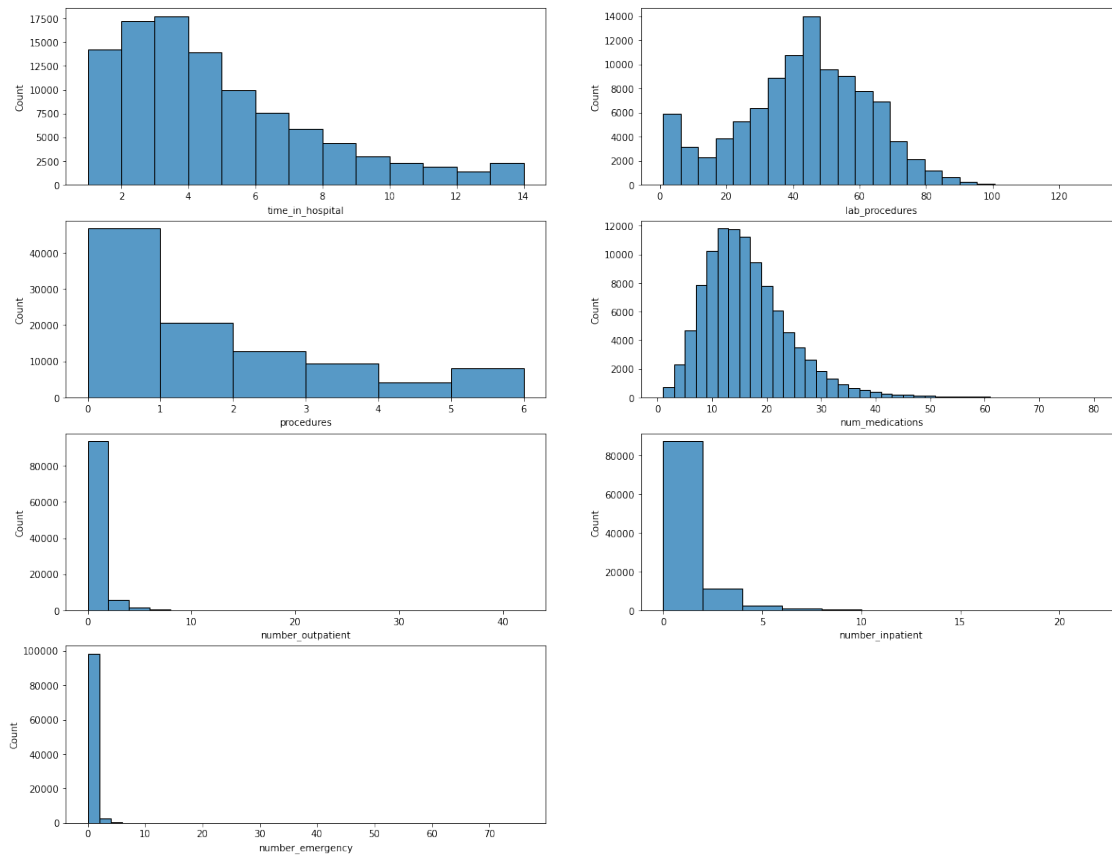 17500
15000
12500
10000
7500
5000
2500
0
Count
2 4 6 8 10 12 14
time_in_hospital
14000
12000
10000
8000
6000
4000
2000
0
Count
0 20 40 60 80 100 120
lab_procedures
40000
30000
20000
10000
0
Count
0 1 2 3 4 5 6
procedures
12000
10000
8000
6000
4000
2000
0
Count
0 10 20 30 40 50 60 70 80
num_medications
80000
60000
40000
20000
0
Count
0 10 20 30 40
number_outpatient
80000
60000
40000
20000
0
Count
0 5 10 15 20
number_inpatient
100000
80000
60000
40000
20000
0
Count
0 10 20 30 40 50 60 70
number_emergency